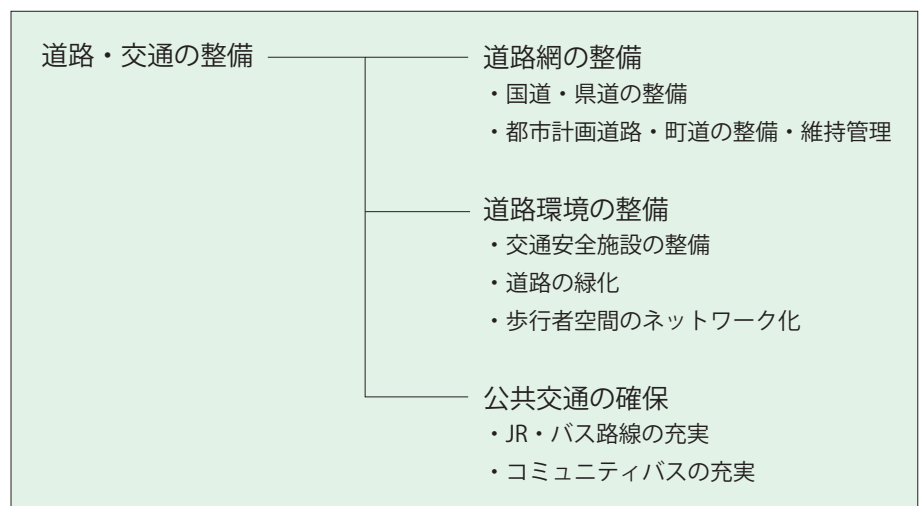 道路・交通の整備
道路網の整備
・国道・県道の整備
・都市計画道路・町道の整備・維持管理
道路環境の整備
・交通安全施設の整備
・道路の緑化
・歩行者空間のネットワーク化
公共交通の確保
・JR・バス路線の充実
・コミュニティバスの充実